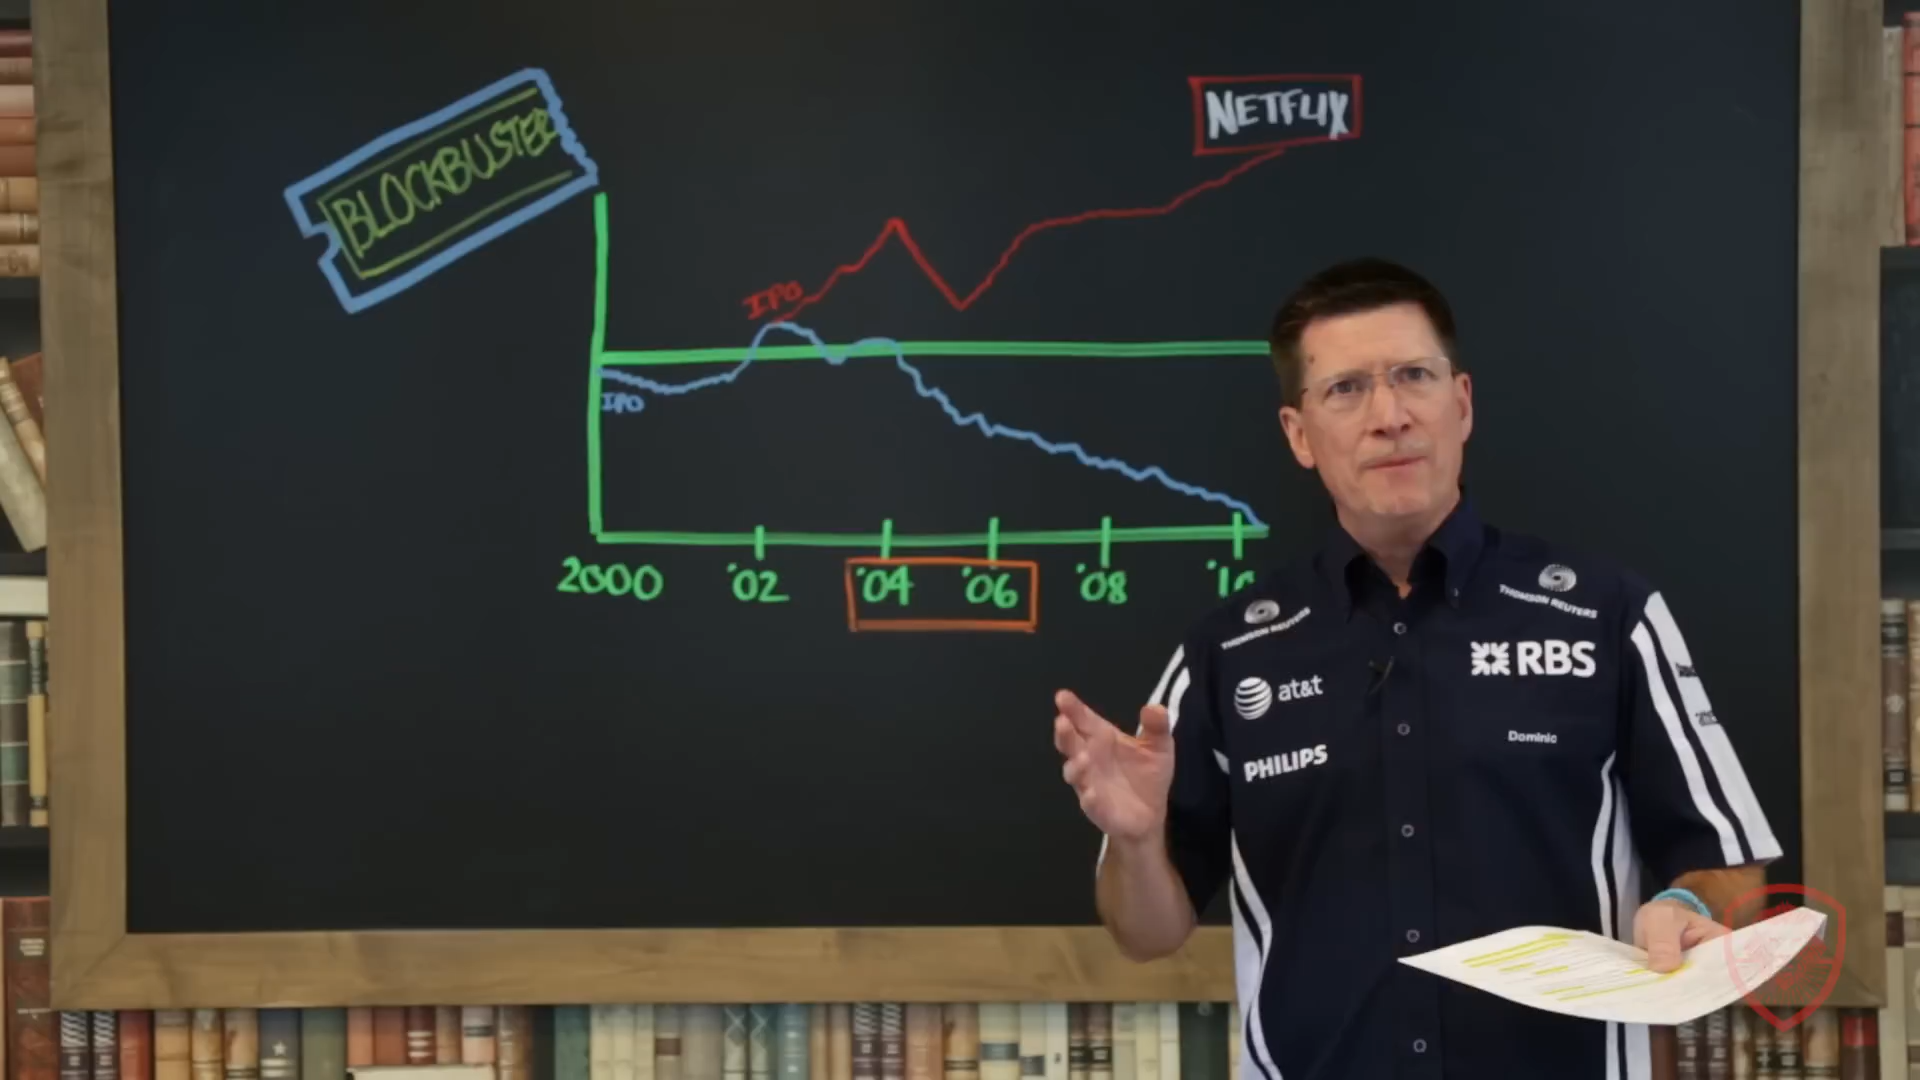 BLOCKBUSTER
NETFLIX
IPO
IPO
2000 '02 '04 '06 '08
THOMSON REUTERS
THOMSON REUTERS
RBS
at&t
Dominic
PHILIPS